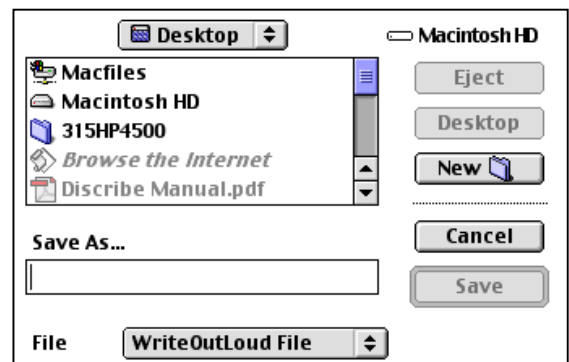 Desktop
Macintosh HD
Macfiles
Macintosh HD
315HP4500
Browse the Internet
Discribe Manual.pdf
Eject
Desktop
New
Save As...
Cancel
Save
File
WriteOutLoud File